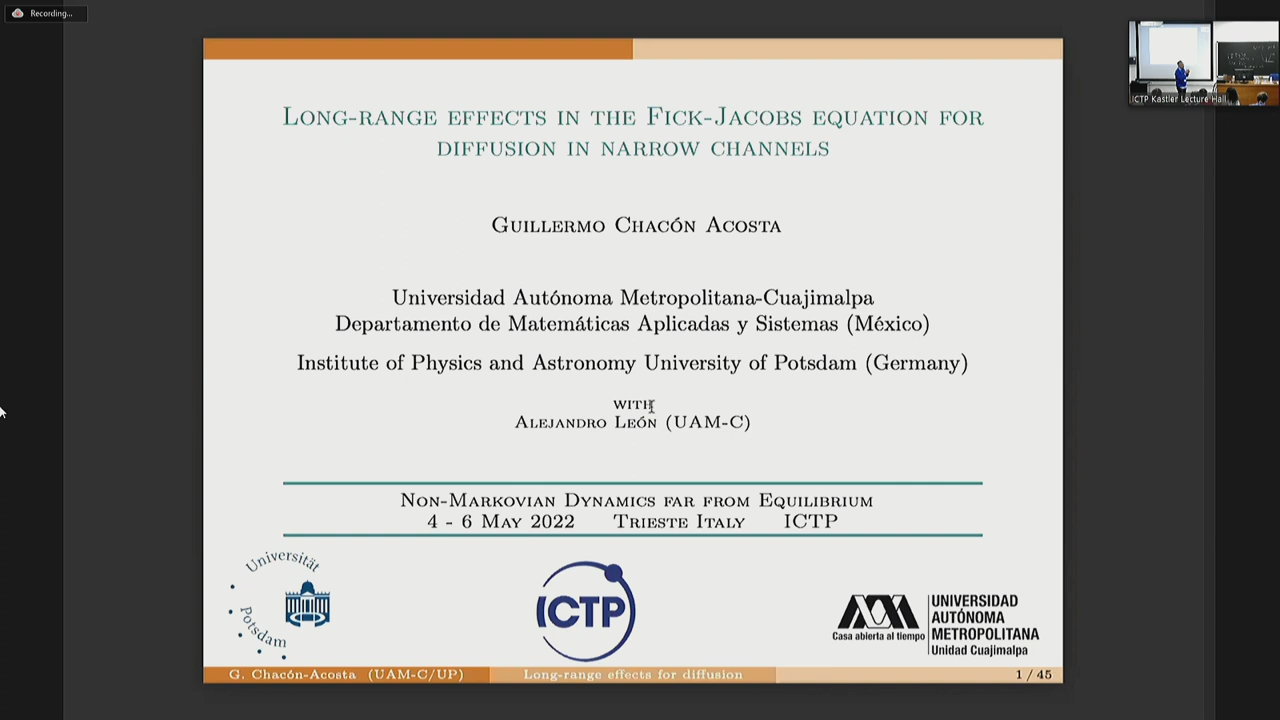 Recording...
ICTP Kastler Lecture Hall
LONG-RANGE EFFECTS IN THE FICK-JACOBS EQUATION FOR
DIFFUSION IN NARROW CHANNELS
GUILLERMO CHACÓN ACOSTA
Universidad Autónoma Metropolitana-Cuajimalpa
Departamento de Matemáticas Aplicadas y Sistemas (México)
Institute of Physics and Astronomy University of Potsdam (Germany)
WITH
ALEJANDRO LEÓN (UAM-C)
NON-MARKOVIAN DYNAMICS FAR FROM EQUILIBRIUM
4 - 6 MAY 2022 TRIESTE ITALY ICTP
Universität
Potsdam
ICTP
Casa abierta al tiempo
UNIVERSIDAD
AUTÓNOMA
METROPOLITANA
Unidad Cuajimalpa
G. Chacón-Acosta (UAM-C/UP)
Long-range effects for diffusion
1 / 45